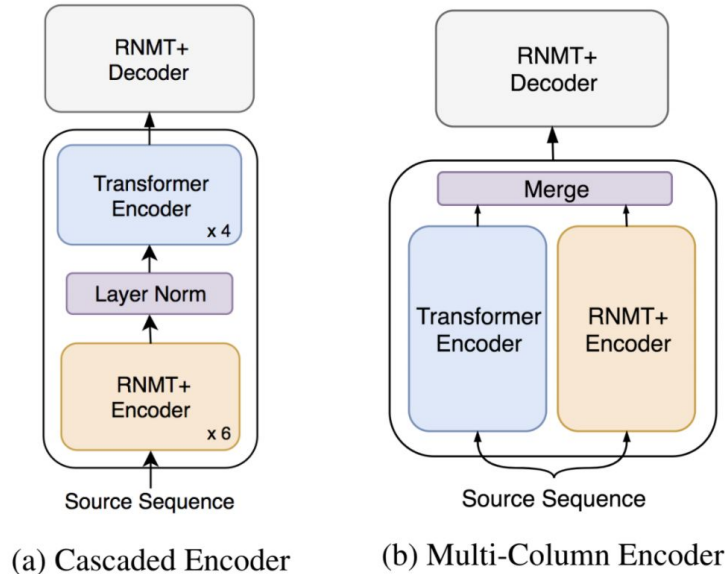 RNMT+
Decoder
Transformer
Encoder
x 4
Layer Norm
RNMT+
Encoder
x 6
Source Sequence
(a) Cascaded Encoder
RNMT+
Decoder
Merge
Transformer
Encoder
RNMT+
Encoder
Source Sequence
(b) Multi-Column Encoder